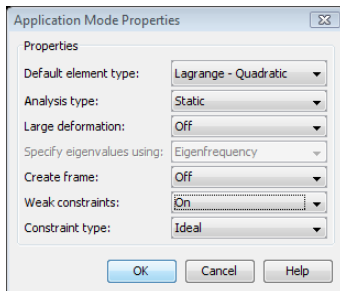 Application Mode Properties
Properties
Default element type: Lagrange - Quadratic
Analysis type: Static
Large deformation: Off
Specify eigenvalues using: Eigenfrequency
Create frame: Off
Weak constraints: On
Constraint type: Ideal
OK Cancel Help